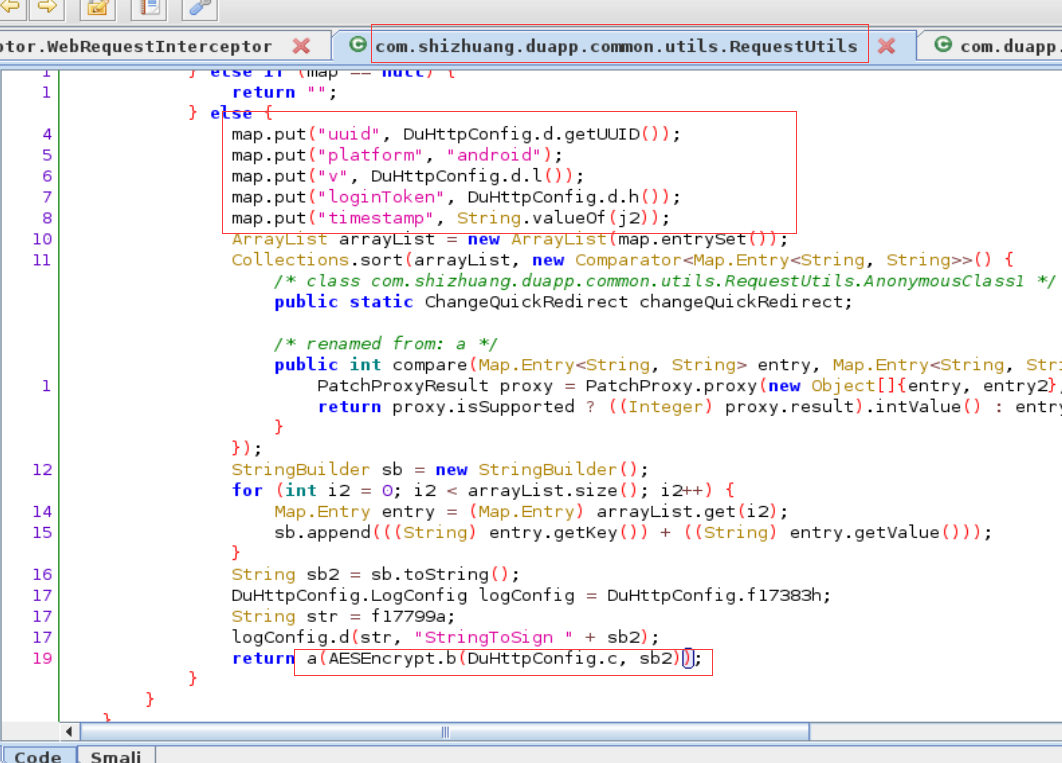 tor.WebRequestInterceptor com.shizhuang.duapp.common.utils.RequestUtils com.duapp.
1 } else if (map == null) {
1 return "";
} else {
4 map.put("uuid", DuHttpConfig.d.getUUID());
5 map.put("platform", "android");
6 map.put("v", DuHttpConfig.d.l());
7 map.put("loginToken", DuHttpConfig.d.h());
8 map.put("timestamp", String.valueOf(j2));
10 ArrayList arrayList = new ArrayList(map.entrySet());
11 Collections.sort(arrayList, new Comparator<Map.Entry<String, String>>() {
/* class com.shizhuang.duapp.common.utils.RequestUtils.AnonymousClass1 */
public static ChangeQuickRedirect changeQuickRedirect;
/* renamed from: a */
public int compare(Map.Entry<String, String> entry, Map.Entry<String, Stri
1 PatchProxyResult proxy = PatchProxy.proxy(new Object[]{entry, entry2},
return proxy.isSupported ? ((Integer) proxy.result).intValue() : entry
}
});
12 StringBuilder sb = new StringBuilder();
for (int i2 = 0; i2 < arrayList.size(); i2++) {
14 Map.Entry entry = (Map.Entry) arrayList.get(i2);
15 sb.append(((String) entry.getKey()) + ((String) entry.getValue()));
}
16 String sb2 = sb.toString();
17 DuHttpConfig.LogConfig logConfig = DuHttpConfig.f17383h;
17 String str = f17799a;
17 logConfig.d(str, "StringToSign " + sb2);
19 return a(AESEncrypt.b(DuHttpConfig.c, sb2));
}
}
}
Code Smali